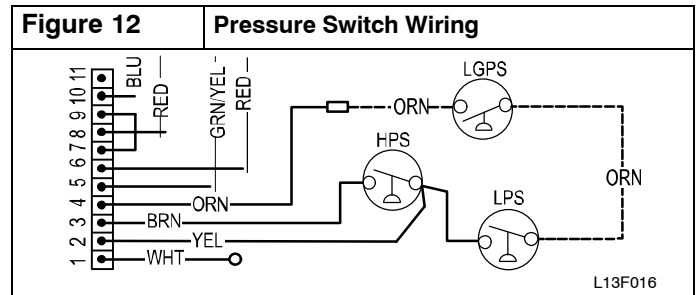 Figure 12
Pressure Switch Wiring
11
10
9
8
7
6
5
4
3
2
1
BLU
RED
GRN/YEL
RED
LGPS
ORN
HPS
ORN
LPS
ORN
BRN
YEL
WHT
L13F016